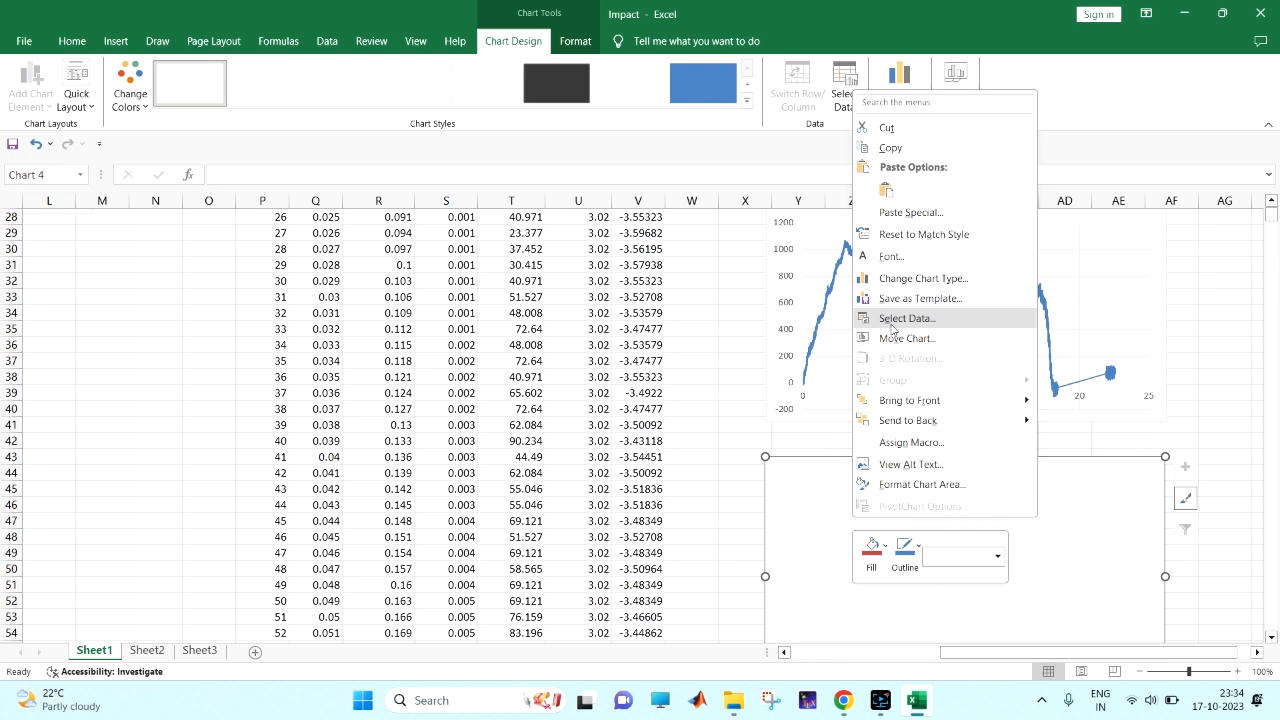 Chart Tools
Impact - Excel
Sign in
File Home Insert Draw Page Layout Formulas Data Review View Help Chart Design Format Tell me what you want to do
Add Chart Element
Quick Layout
Change Colors
Switch Row/ Column
Select Data
Chart Layouts
Chart Styles
Data
Chart 4
fx
L M N O P Q R S T U V W X Y Z AD AE AF AG
28 26 0.025 0.091 0.001 40.971 3.02 -3.55323
29 27 0.026 0.094 0.001 23.377 3.02 -3.59682
30 28 0.027 0.097 0.001 37.452 3.02 -3.56195
31 29 0.028 0.1 0.001 30.415 3.02 -3.57938
32 30 0.029 0.103 0.001 40.971 3.02 -3.55323
33 31 0.03 0.106 0.001 51.527 3.02 -3.52708
34 32 0.031 0.109 0.001 48.008 3.02 -3.53579
35 33 0.032 0.112 0.001 72.64 3.02 -3.47477
36 34 0.033 0.115 0.002 48.008 3.02 -3.53579
37 35 0.034 0.118 0.002 72.64 3.02 -3.47477
38 36 0.035 0.121 0.002 40.971 3.02 -3.55323
39 37 0.036 0.124 0.002 65.602 3.02 -3.4922
40 38 0.037 0.127 0.002 72.64 3.02 -3.47477
41 39 0.038 0.13 0.003 62.084 3.02 -3.50092
42 40 0.039 0.133 0.003 90.234 3.02 -3.43118
43 41 0.04 0.136 0.003 44.49 3.02 -3.54451
44 42 0.041 0.139 0.003 62.084 3.02 -3.50092
45 43 0.042 0.142 0.003 55.046 3.02 -3.51836
46 44 0.043 0.145 0.003 55.046 3.02 -3.51836
47 45 0.044 0.148 0.004 69.121 3.02 -3.48349
48 46 0.045 0.151 0.004 51.527 3.02 -3.52708
49 47 0.046 0.154 0.004 69.121 3.02 -3.48349
50 48 0.047 0.157 0.004 58.565 3.02 -3.50964
51 49 0.048 0.16 0.004 69.121 3.02 -3.48349
52 50 0.049 0.163 0.005 69.121 3.02 -3.48349
53 51 0.05 0.166 0.005 76.159 3.02 -3.46605
54 52 0.051 0.169 0.005 83.196 3.02 -3.44862
1200
1000
800
600
400
200
0
-200
0 20 25
Search the menus
Cut
Copy
Paste Options:
Paste Special...
Reset to Match Style
Font...
Change Chart Type...
Save as Template...
Select Data...
Move Chart...
3-D Rotation...
Group
Bring to Front
Send to Back
Assign Macro...
View Alt Text...
Format Chart Area...
PivotChart Options...
Fill Outline
Sheet1 Sheet2 Sheet3
Ready Accessibility: Investigate
100%
22°C
Partly cloudy
Search
ENG
IN
23:34
17-10-2023